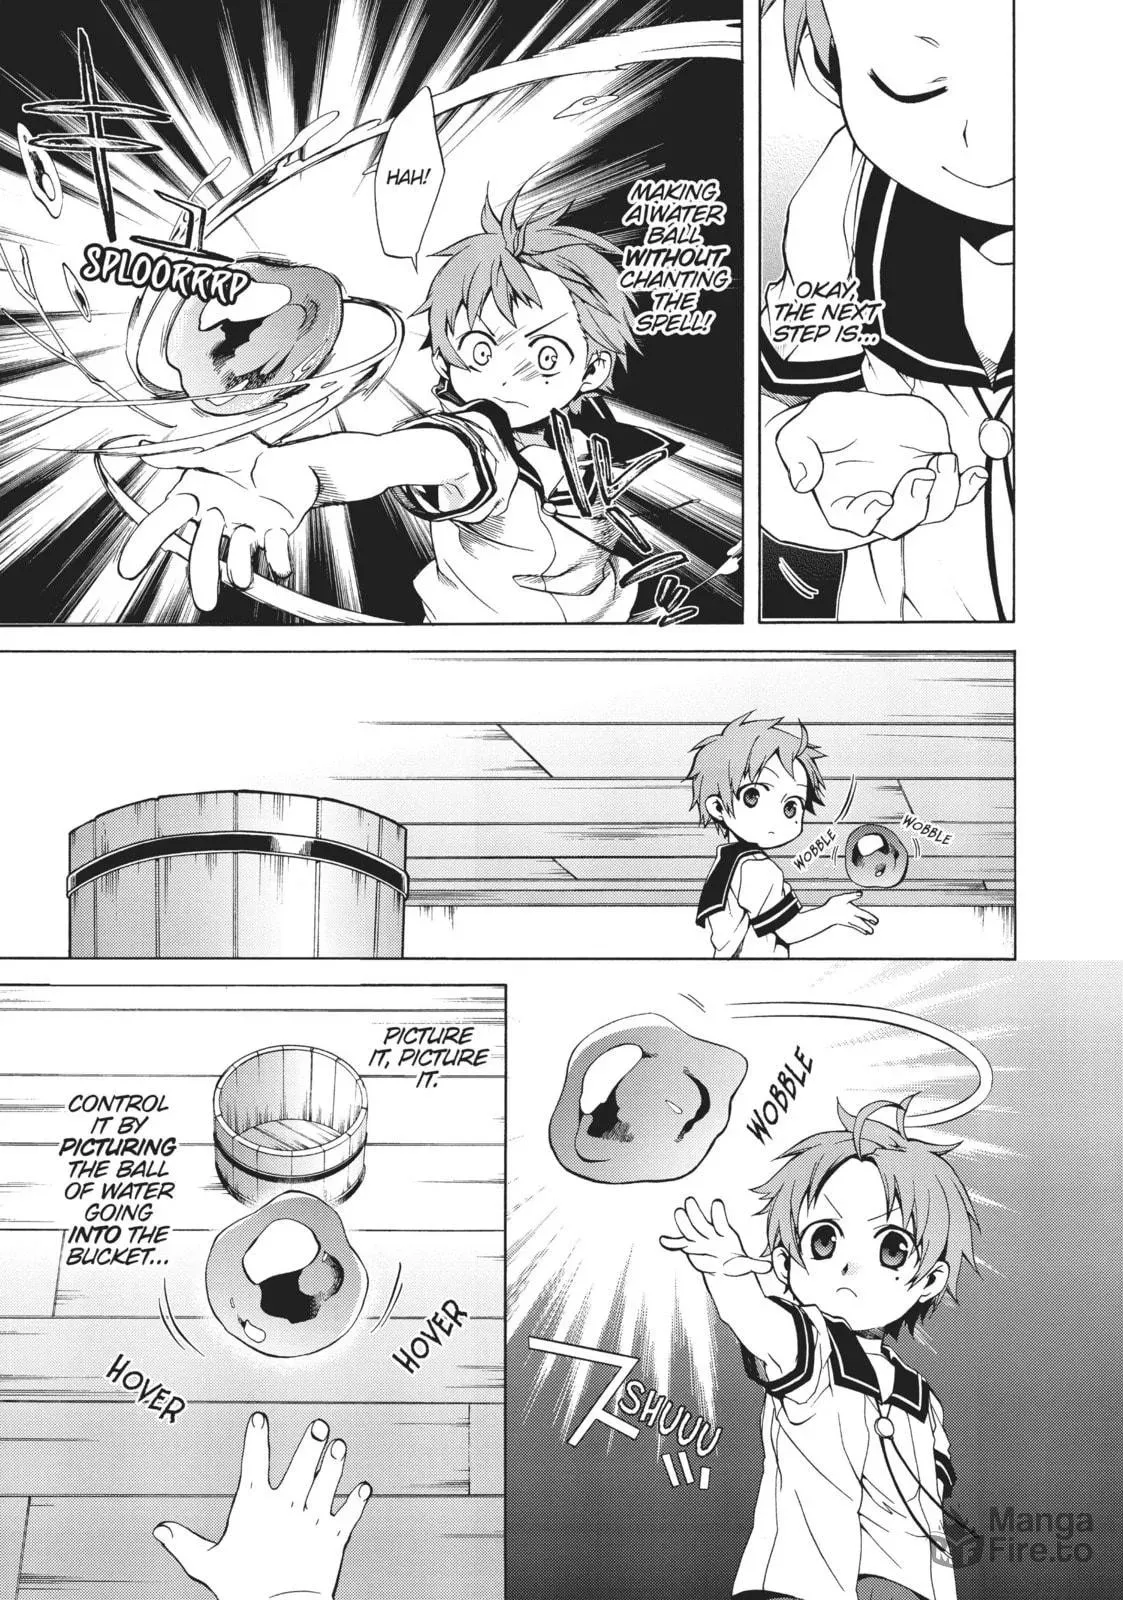 OKAY,
THE NEXT
STEP IS...
MAKING
A WATER
BALL
WITHOUT
CHANTING
THE
SPELL!
HAH!
SPLOORRRRP
WOBBLE
WOBBLE
WOBBLE
ス
SHUUU
PICTURE
IT, PICTURE
IT.
CONTROL
IT BY
PICTURING
THE BALL
OF WATER
GOING
INTO THE
BUCKET...
HOVER
HOVER
Manga
Fire.to